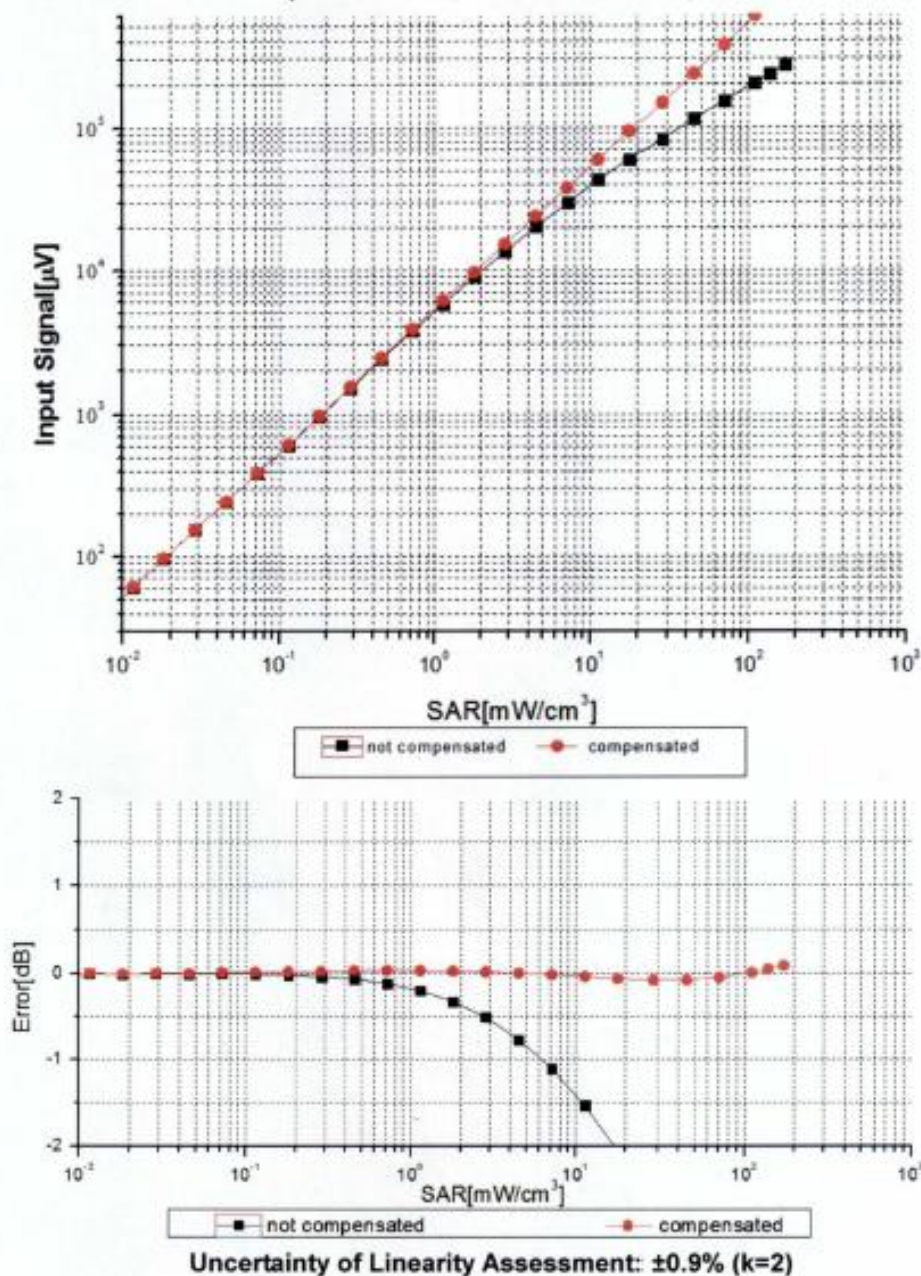 Input Signal[µV]
10⁵
10⁴
10³
10²
10⁻² 10⁻¹ 10⁰ 10¹ 10² 10³
SAR[mW/cm³]
not compensated compensated
Error[dB]
2
1
0
-1
-2
10⁻² 10⁻¹ 10⁰ 10¹ 10² 10³
SAR[mW/cm³]
not compensated compensated
Uncertainty of Linearity Assessment: ±0.9% (k=2)